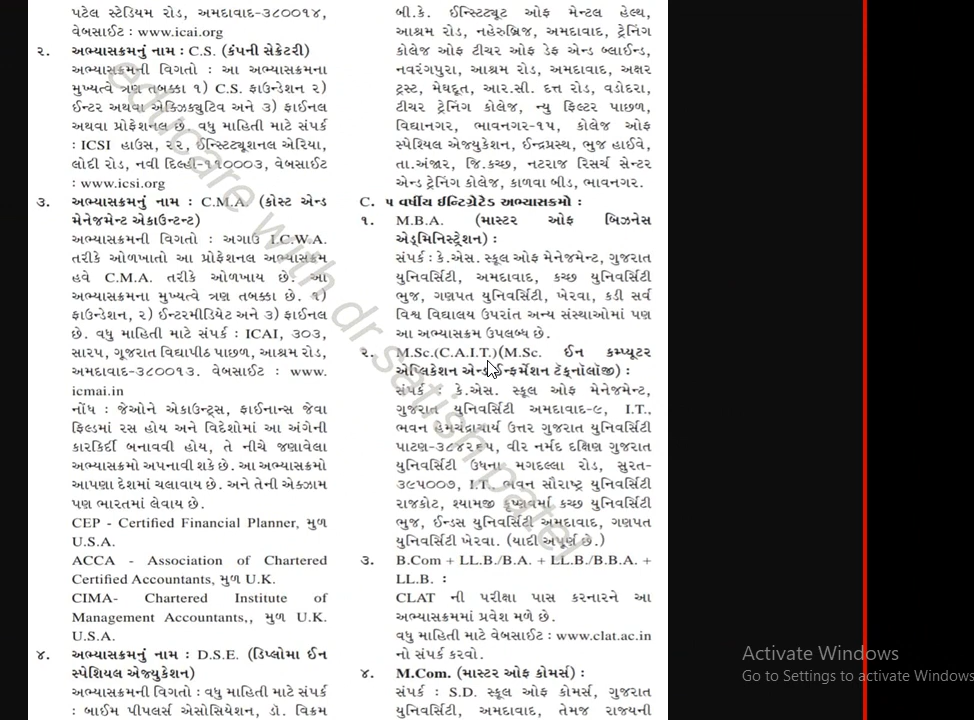 પટેલ સ્ટેડિયમ રોડ, અમદાવાદ-૩૮૦૦૧૪,
વેબસાઈટ : www.icai.org
૨. અભ્યાસક્રમનું નામ : C.S. (કંપની સેક્રેટરી)
અભ્યાસક્રમની વિગતો : આ અભ્યાસક્રમના
મુખ્યત્વે ત્રણ તબક્કા ૧) C.S. ફાઉન્ડેશન ૨)
ઈન્ટર અથવા એક્ઝિક્યુટિવ અને ૩) ફાઈનલ
અથવા પ્રોફેશનલ છે. વધુ માહિતી માટે સંપર્ક
: ICSI હાઉસ, ૨૨, ઈન્સ્ટિટ્યૂશનલ એરિયા,
લોદી રોડ, નવી દિલ્હી-૧૧૦૦૦૩, વેબસાઈટ
: www.icsi.org
૩. અભ્યાસક્રમનું નામ : C.M.A. (કોસ્ટ એન્ડ
મેનેજમેન્ટ એકાઉન્ટન્ટ)
અભ્યાસક્રમની વિગતો : અગાઉ I.C.W.A.
તરીકે ઓળખાતો આ પ્રોફેશનલ અભ્યાસક્રમ
હવે C.M.A. તરીકે ઓળખાય છે. આ
અભ્યાસક્રમના મુખ્યત્વે ત્રણ તબક્કા છે. ૧)
ફાઉન્ડેશન, ૨) ઈન્ટરમીડિયેટ અને ૩) ફાઈનલ
છે. વધુ માહિતી માટે સંપર્ક : ICAI, ૩૦૩,
સારપ, ગૂજરાત વિદ્યાપીઠ પાછળ, આશ્રમ રોડ,
અમદાવાદ-૩૮૦૦૧૩. વેબસાઈટ : www.
icmai.in
નોંધ : જેઓને એકાઉન્ટ્સ, ફાઈનાન્સ જેવા
ફિલ્ડમાં રસ હોય અને વિદેશોમાં આ અંગેની
કારકિર્દી બનાવવી હોય, તે નીચે જણાવેલા
અભ્યાસક્રમો અપનાવી શકે છે. આ અભ્યાસક્રમો
આપણા દેશમાં ચલાવાય છે. અને તેની એક્ઝામ
પણ ભારતમાં લેવાય છે.
CEP - Certified Financial Planner, મુળ
U.S.A.
ACCA - Association of Chartered
Certified Accountants, મુળ U.K.
CIMA- Chartered Institute of
Management Accountants,, મુળ U.K.
U.S.A.
૪. અભ્યાસક્રમનું નામ : D.S.E. (ડિપ્લોમા ઈન
સ્પેશિયલ એજ્યુકેશન)
અભ્યાસક્રમની વિગતો : વધુ માહિતી માટે સંપર્ક
: બાઈમ પીપલર્સ એસોસિયેશન, ડૉ. વિક્રમ
બી.કે. ઈન્સ્ટિટ્યૂટ ઓફ મેન્ટલ હેલ્થ,
આશ્રમ રોડ, નહેરુબ્રિજ, અમદાવાદ, ટ્રેનિંગ
કોલેજ ઓફ ટીચર ઓફ ડેફ એન્ડ બ્લાઈન્ડ,
નવરંગપુરા, આશ્રમ રોડ, અમદાવાદ, અક્ષર
ટ્રસ્ટ, મેઘદૂત, આર.સી. દત્ત રોદ, વડોદરા,
ટીચર ટ્રેનિંગ કોલેજ, ન્યુ ફિલ્ટર પાછળ,
વિદ્યાનગર, ભાવનગર-૧૫, કોલેજ ઓફ
સ્પેશિયલ એજયુકેશન, ઈન્દ્રપ્રસ્થ, ભુજ હાઈવે,
તા.અંજાર, જિ.કચ્છ, નટરાજ રિસર્ચ સેન્ટર
એન્ડ ટ્રેનિંગ કોલેજ, કાળવા બીડ, ભાવનગર.
C. ૫ વર્ષીય ઈન્ટિગ્રેટેડ અભ્યાસક્રમો :
૧. M.B.A. (માસ્ટર ઓફ બિઝનેસ
એડ્મિનિસ્ટ્રેશન) :
સંપર્ક : કે.એસ. સ્કૂલ ઓફ મેનેજમેન્ટ, ગુજરાત
યુનિવર્સિટી, અમદાવાદ, કચ્છ યુનિવર્સિટી
ભુજ, ગણપત યુનિવર્સિટી, ખેરવા, કડી સર્વ
વિશ્વ વિદ્યાલય ઉપરાંત અન્ય સંસ્થાઓમાં પણ
આ અભ્યાસક્રમ ઉપલબ્ધ છે.
૨. M.Sc.(C.A.I.T.)(M.Sc. ઈન કમ્પ્યૂટર
એપ્લિકેશન એન્ડ ઈન્ફર્મેશન ટૅક્નૉલૉજી) :
સંપર્ક : કે.એસ. સ્કૂલ ઓફ મેનેજમેન્ટ,
ગુજરાત યુનિવર્સિટી અમદાવાદ-૯, I.T.,
ભવન હેમચંદ્રાચાર્ય ઉત્તર ગુજરાત યુનિવર્સિટી
પાટણ-૩૮૪૨૬૫, વીર નર્મદ દક્ષિણ ગુજરાત
યુનિવર્સિટી ઉધના મગદલ્લા રોડ, સુરત-
૩૯૫૦૦૭, I.T., ભવન સૌરાષ્ટ્ર યુનિવર્સિટી
રાજકોટ, શ્યામજી કૃષ્ણવર્મા કચ્છ યુનિવર્સિટી
ભુજ, ઈન્ડસ યુનિવર્સિટી અમદાવાદ, ગણપત
યુનિવર્સિટી ખેરવા. (યાદી અપૂર્ણ છે.)
૩. B.Com + LL.B./B.A. + LL.B./B.B.A. +
LL.B. :
CLAT ની પરીક્ષા પાસ કરનારને આ
અભ્યાસક્રમમાં પ્રવેશ મળે છે.
વધુ માહિતી માટે વેબસાઈટ : www.clat.ac.in
નો સંપર્ક કરવો.
૪. M.Com. (માસ્ટર ઓફ કોમર્સ) :
સંપર્ક : S.D. સ્કૂલ ઓફ કોમર્સ, ગુજરાત
યુનિવર્સિટી, અમદાવાદ, તેમજ રાજ્યની
educare with dr.satish patel
Activate Windows
Go to Settings to activate Windows